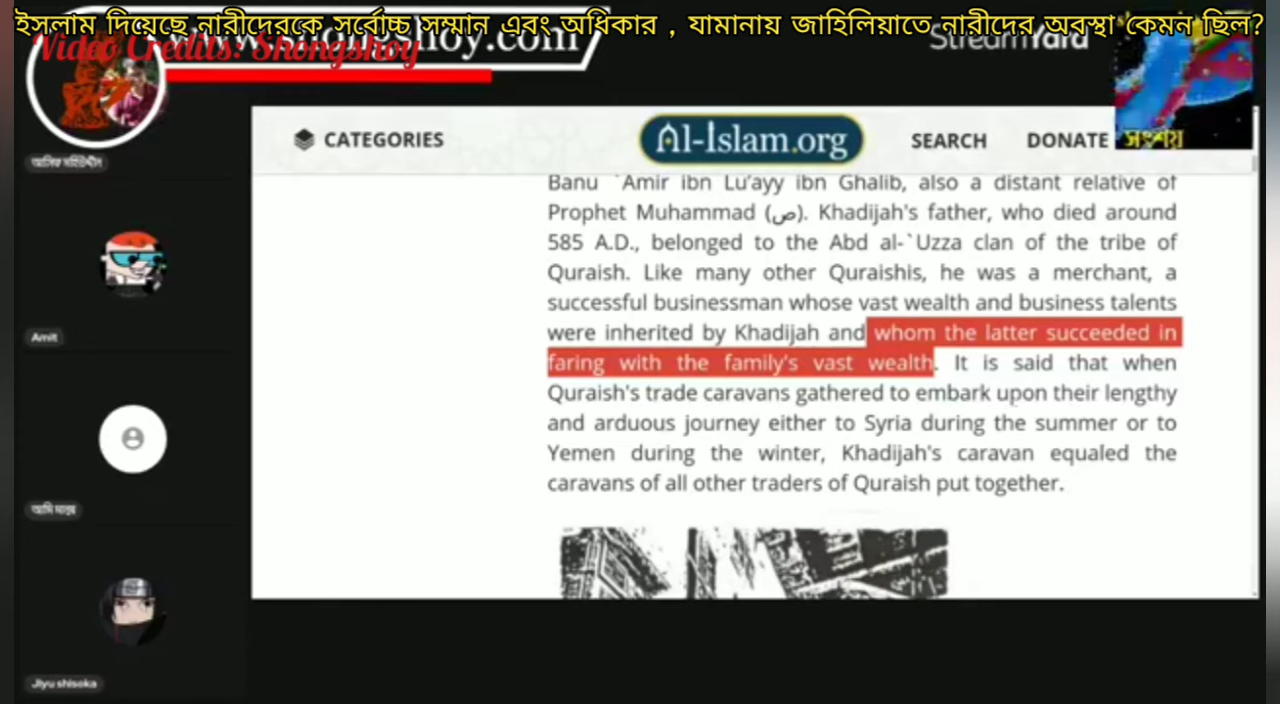 ইসলাম দিয়েছে নারীদেরকে সর্বোচ্চ সম্মান এবং অধিকার , যামানায় জাহিলিয়াতে নারীদের অবস্থা কেমন ছিল?
Video Credits: Shongshoy
StreamYard
সংশয়
CATEGORIES
Al-Islam.org
SEARCH
DONATE
আসিফ মহিউদ্দীন
Amit
আমি মানুষ
Jiyu shisoka
Banu `Amir ibn Lu'ayy ibn Ghalib, also a distant relative of
Prophet Muhammad (ص). Khadijah's father, who died around
585 A.D., belonged to the Abd al-`Uzza clan of the tribe of
Quraish. Like many other Quraishis, he was a merchant, a
successful businessman whose vast wealth and business talents
were inherited by Khadijah and whom the latter succeeded in
faring with the family's vast wealth. It is said that when
Quraish's trade caravans gathered to embark upon their lengthy
and arduous journey either to Syria during the summer or to
Yemen during the winter, Khadijah's caravan equaled the
caravans of all other traders of Quraish put together.